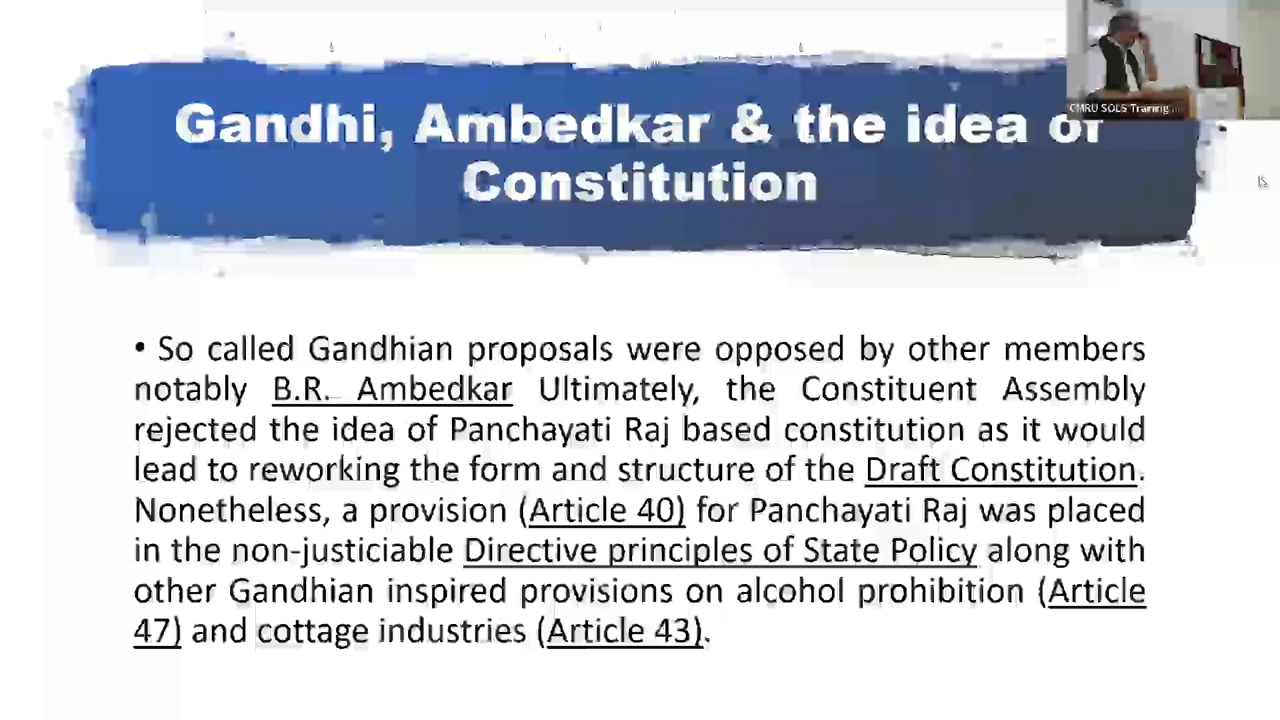 CMRU SOLS Training...
Gandhi, Ambedkar & the idea of
Constitution
• So called Gandhian proposals were opposed by other members
notably B.R. Ambedkar Ultimately, the Constituent Assembly
rejected the idea of Panchayati Raj based constitution as it would
lead to reworking the form and structure of the Draft Constitution.
Nonetheless, a provision (Article 40) for Panchayati Raj was placed
in the non-justiciable Directive principles of State Policy along with
other Gandhian inspired provisions on alcohol prohibition (Article
47) and cottage industries (Article 43).